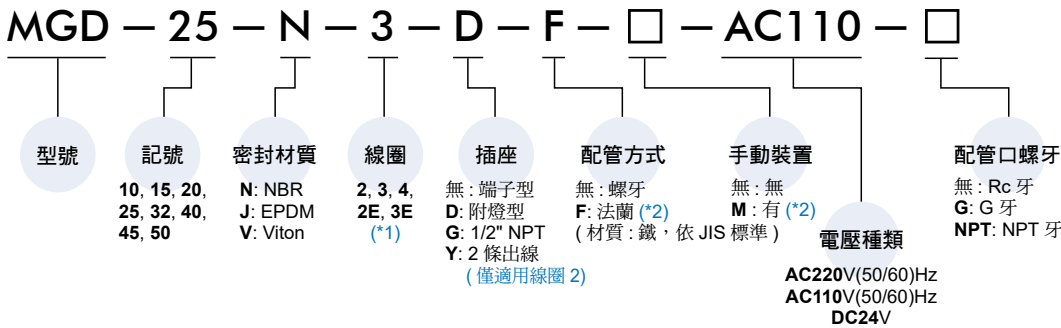 MGD — 25 — N — 3 — D — F — □ — AC110 — □
型號
記號
10, 15, 20,
25, 32, 40,
45, 50
密封材質
N: NBR
J: EPDM
V: Viton
線圈
2, 3, 4,
2E, 3E
(*1)
插座
無 : 端子型
D: 附燈型
G: 1/2" NPT
Y: 2 條出線
( 僅適用線圈 2)
配管方式
無 : 螺牙
F: 法蘭 (*2)
( 材質 : 鐵，依 JIS 標準 )
手動裝置
無 : 無
M : 有 (*2)
電壓種類
AC220V(50/60)Hz
AC110V(50/60)Hz
DC24V
配管口螺牙
無 : Rc 牙
G: G 牙
NPT: NPT 牙